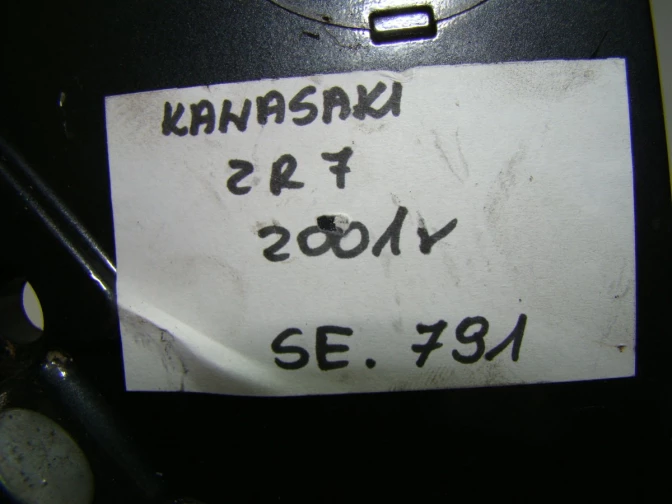 KAWASAKI
ZR 7
2001r
SE. 791